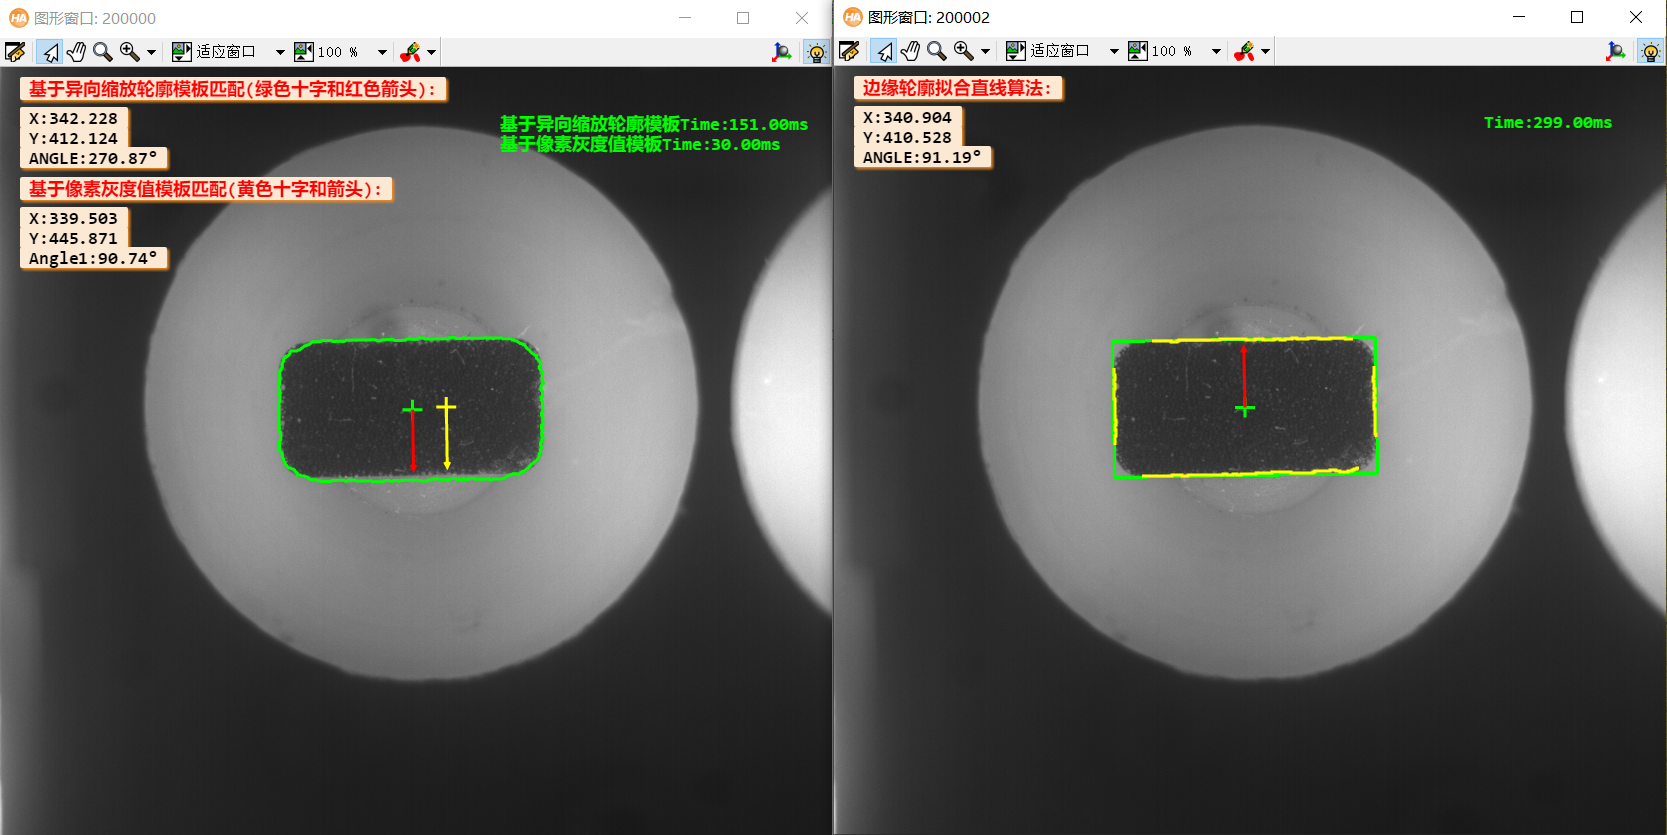 图形窗口: 200000
适应窗口
100 %
基于异向缩放轮廓模板匹配(绿色十字和红色箭头):
X:342.228
Y:412.124
ANGLE:270.87°
基于异向缩放轮廓模板Time:151.00ms
基于像素灰度值模板Time:30.00ms
基于像素灰度值模板匹配(黄色十字和箭头):
X:339.503
Y:445.871
Angle1:90.74°
图形窗口: 200002
适应窗口
100 %
边缘轮廓拟合直线算法:
X:340.904
Y:410.528
ANGLE:91.19°
Time:299.00ms